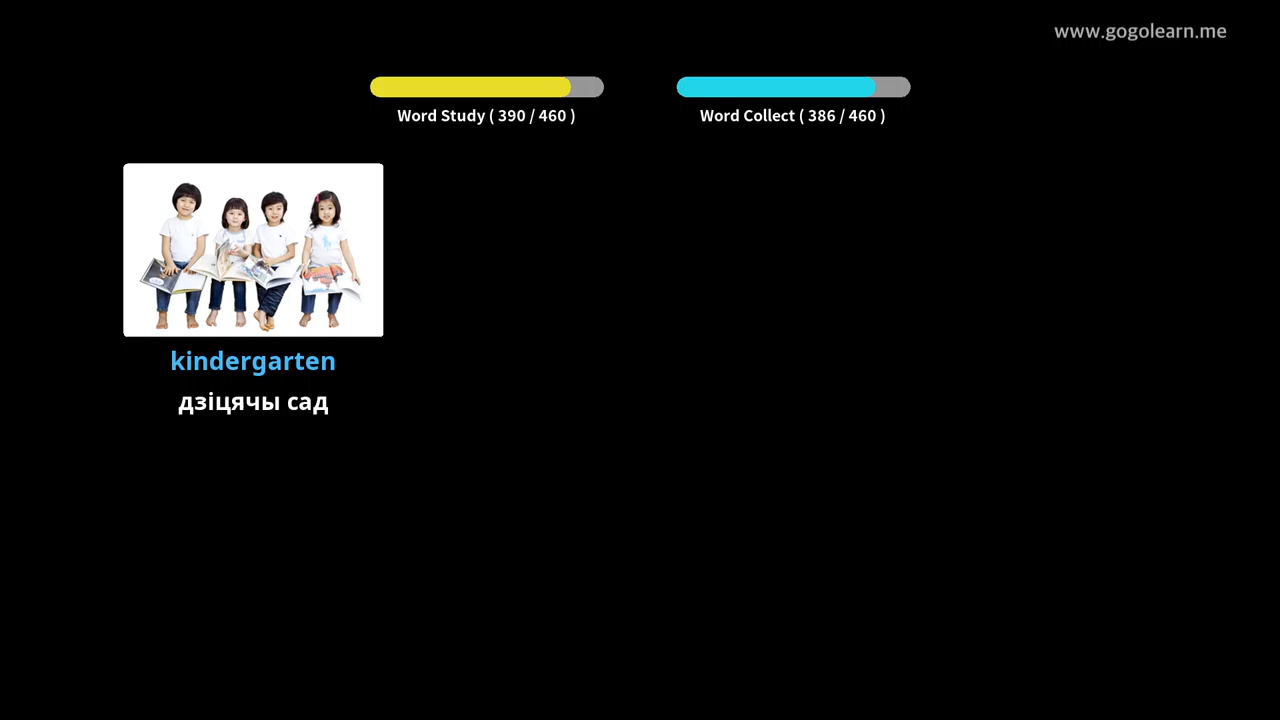 www.gogolearn.me
Word Study ( 390 / 460 )
Word Collect ( 386 / 460 )
kindergarten
дзіцячы сад